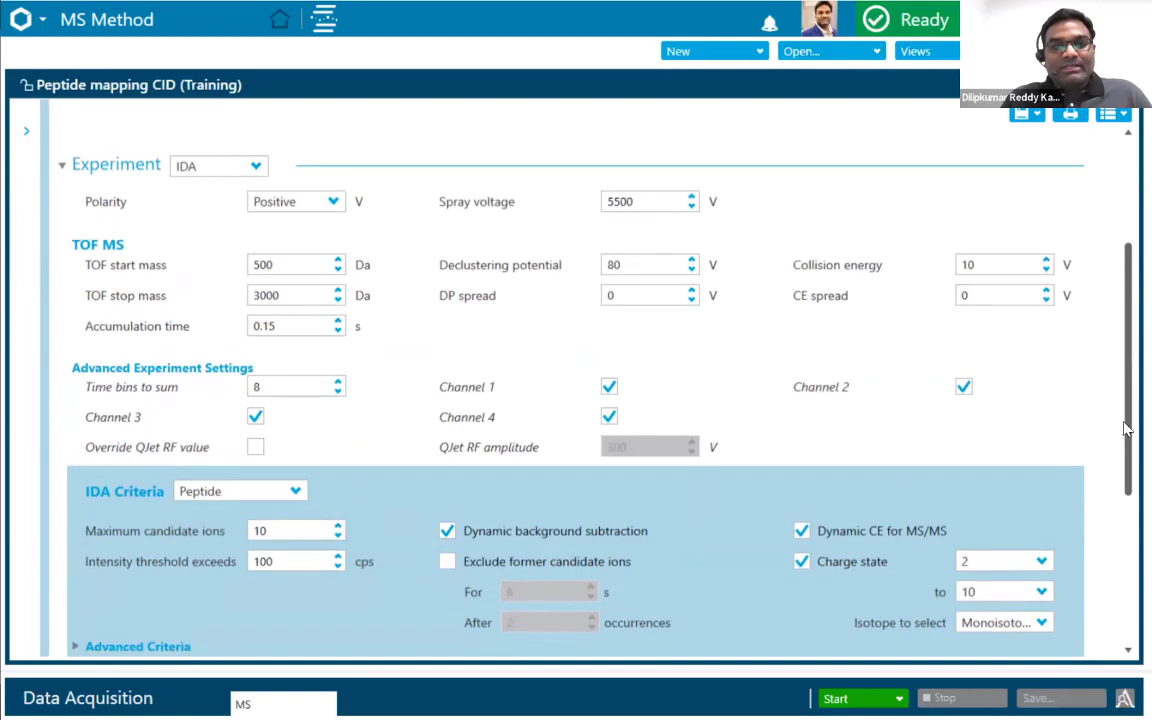 MS Method
Ready
New Open... Views
Peptide mapping CID (Training)
Dilipkumar Reddy Ka...
Experiment IDA
Polarity Positive V Spray voltage 5500 V
TOF MS
TOF start mass 500 Da Declustering potential 80 V Collision energy 10 V
TOF stop mass 3000 Da DP spread 0 V CE spread 0 V
Accumulation time 0.15 s
Advanced Experiment Settings
Time bins to sum 8 Channel 1 Channel 2
Channel 3 Channel 4
Override QJet RF value QJet RF amplitude V
IDA Criteria Peptide
Maximum candidate ions 10 Dynamic background subtraction Dynamic CE for MS/MS
Intensity threshold exceeds 100 cps Exclude former candidate ions Charge state 2
For s to 10
After 2 occurrences Isotope to select Monoisoto...
Advanced Criteria
Data Acquisition MS Start Stop Save...